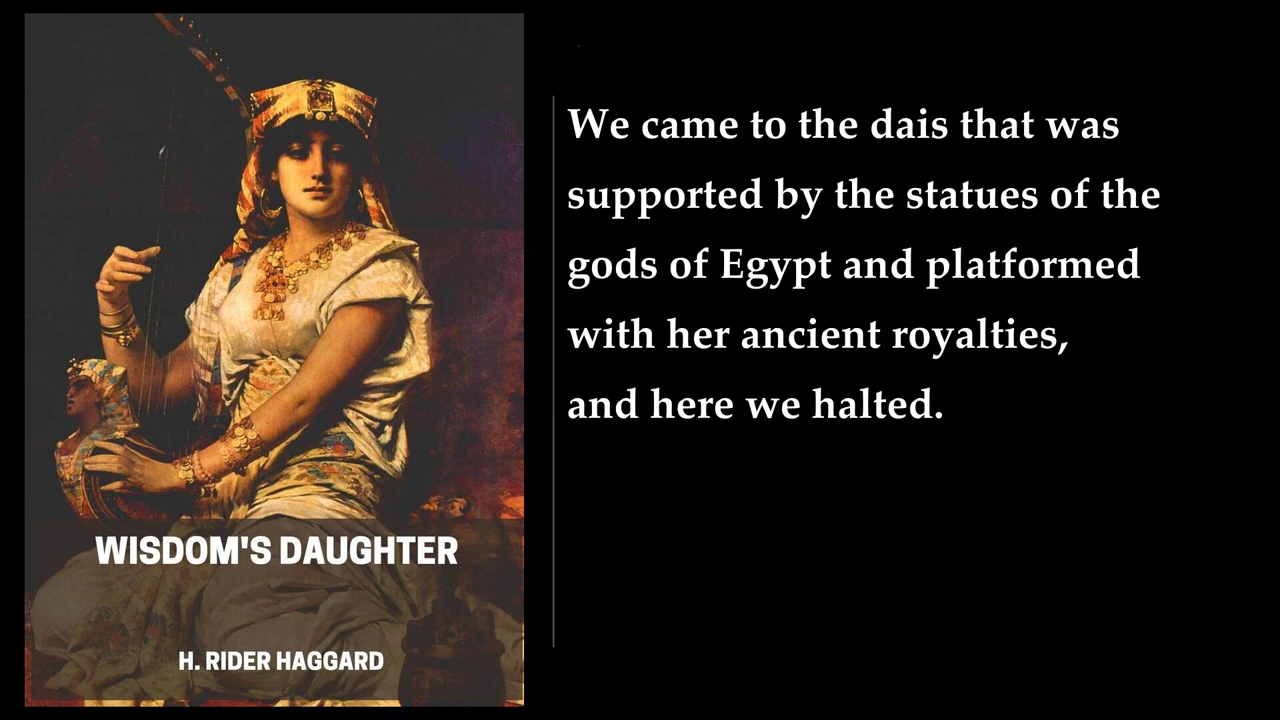 WISDOM'S DAUGHTER
H. RIDER HAGGARD
We came to the dais that was
supported by the statues of the
gods of Egypt and platformed
with her ancient royalties,
and here we halted.